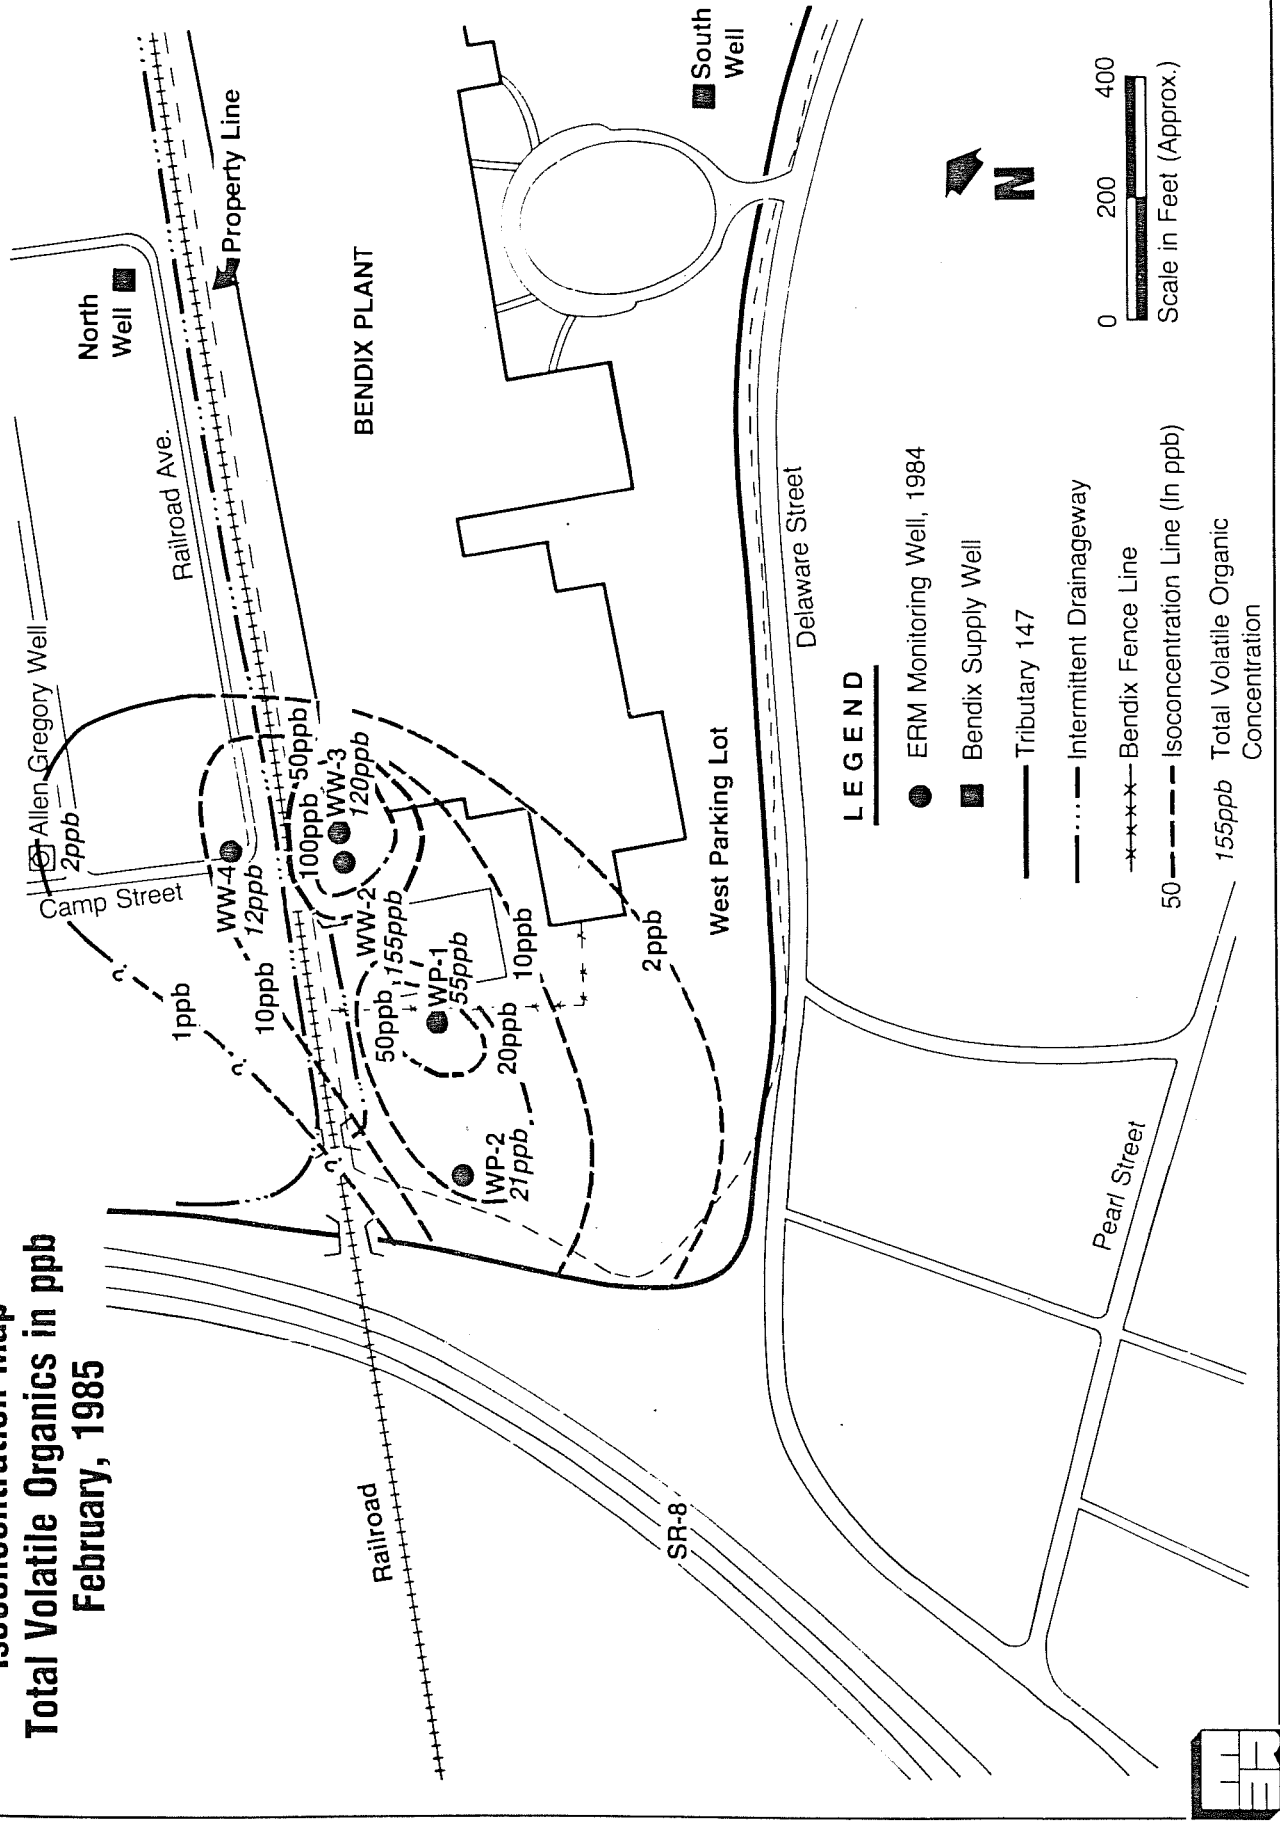 Isoconcentration Map
Total Volatile Organics in ppb
February, 1985
Allen Gregory Well
2ppb
Camp Street
Railroad Ave.
North
Well
Property Line
WW-4
12ppb
1ppb
10ppb
?
?
?
50ppb
100ppb
WW-3
120ppb
WW-2
155ppb
50ppb
WP-1
55ppb
20ppb
10ppb
2ppb
WP-2
21ppb
BENDIX PLANT
South
Well
West Parking Lot
Delaware Street
Railroad
SR-8
Pearl Street
N
0 200 400
Scale in Feet (Approx.)
LEGEND
ERM Monitoring Well, 1984
Bendix Supply Well
Tributary 147
Intermittent Drainageway
Bendix Fence Line
50 Isoconcentration Line (In ppb)
155ppb Total Volatile Organic
Concentration